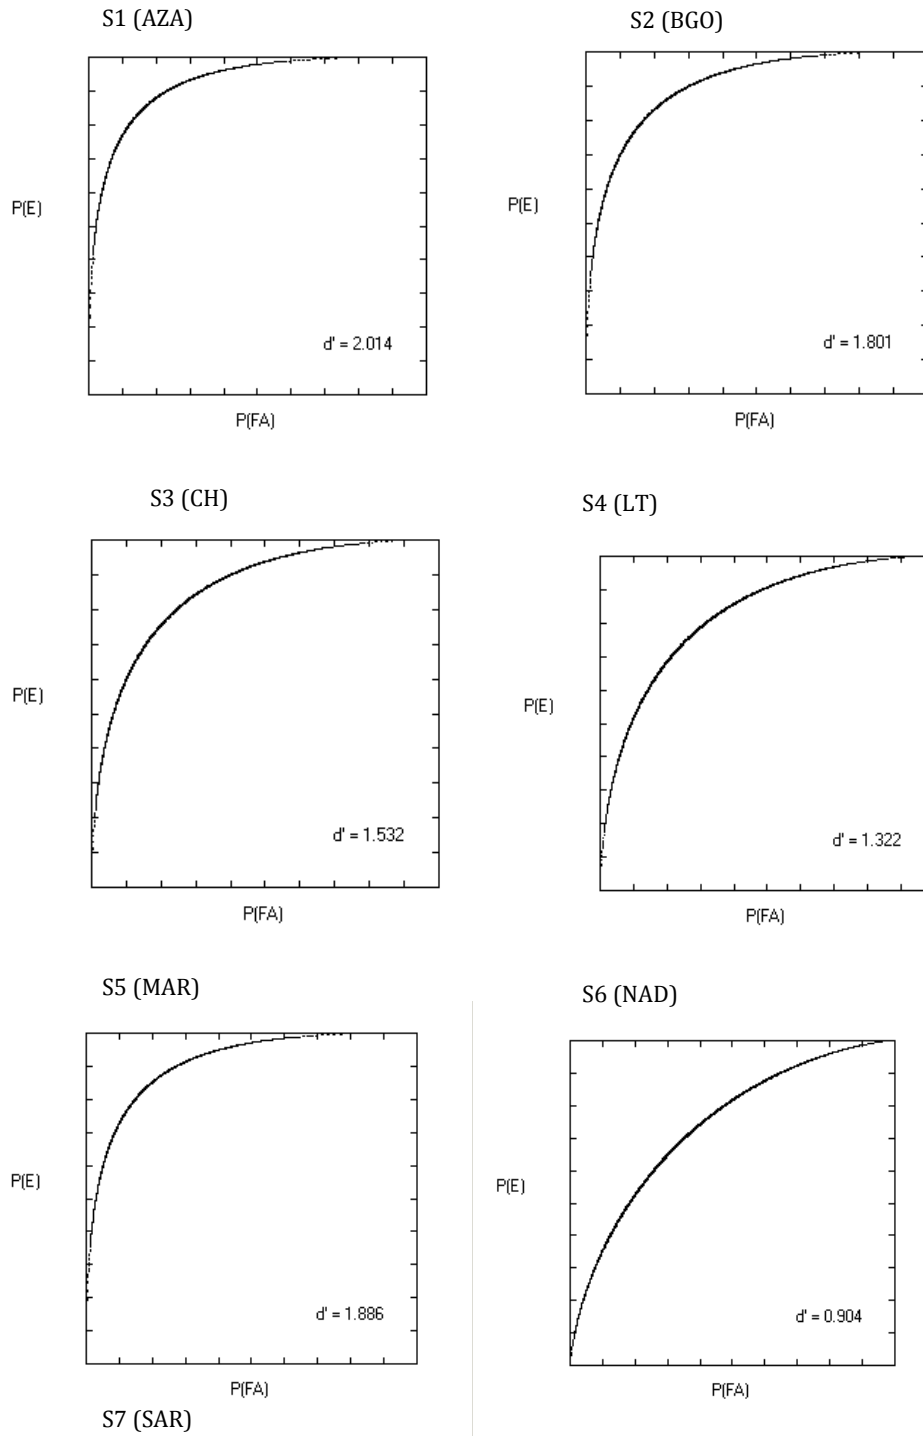 S1 (AZA)
S2 (BGO)
P(E)
d' = 2.014
P(FA)
P(E)
d' = 1.801
P(FA)
S3 (CH)
S4 (LT)
P(E)
d' = 1.532
P(FA)
P(E)
d' = 1.322
P(FA)
S5 (MAR)
S6 (NAD)
P(E)
d' = 1.886
P(FA)
P(E)
d' = 0.904
P(FA)
S7 (SAR)